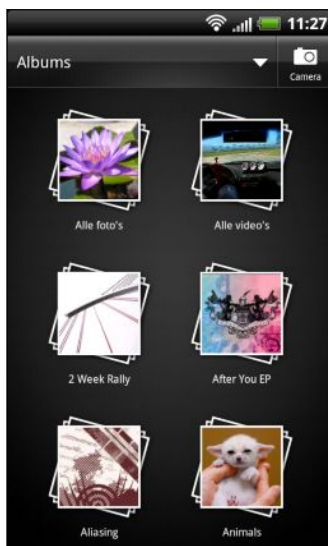 11:27
Albums
Camera
Alle foto's
Alle video's
2 Week Rally
After You EP
Aliasing
Animals